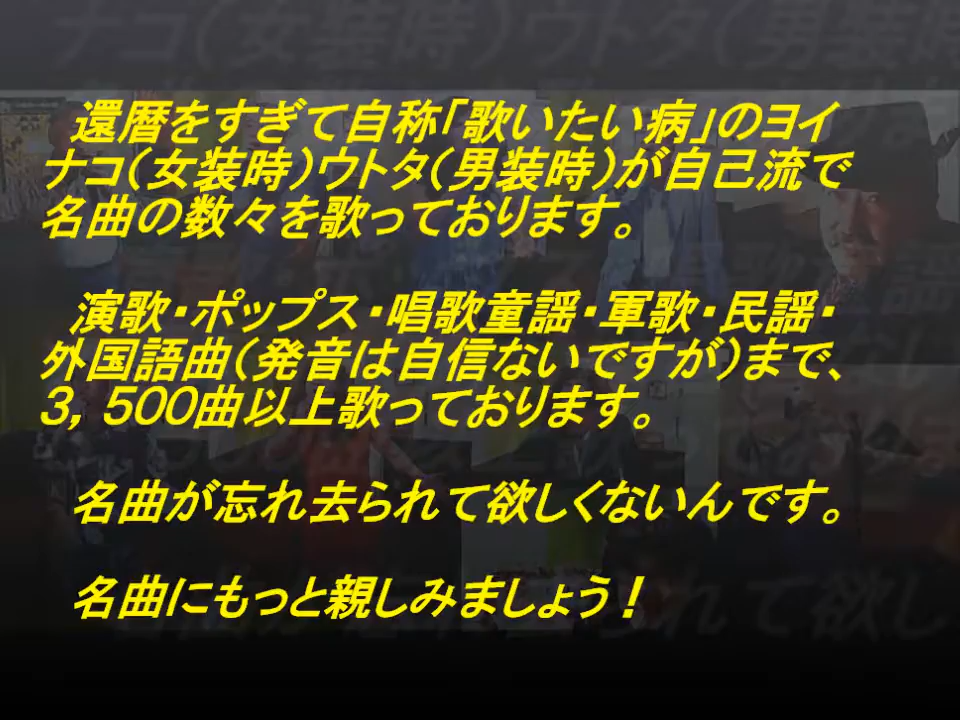 還暦をすぎて自称「歌いたい病」のヨイ
ナコ（女装時）ウトタ（男装時）が自己流で
名曲の数々を歌っております。
演歌・ポップス・唱歌童謡・軍歌・民謡・
外国語曲（発音は自信ないですが）まで、
３，５００曲以上歌っております。
名曲が忘れ去られて欲しくないんです。
名曲にもっと親しみましょう！